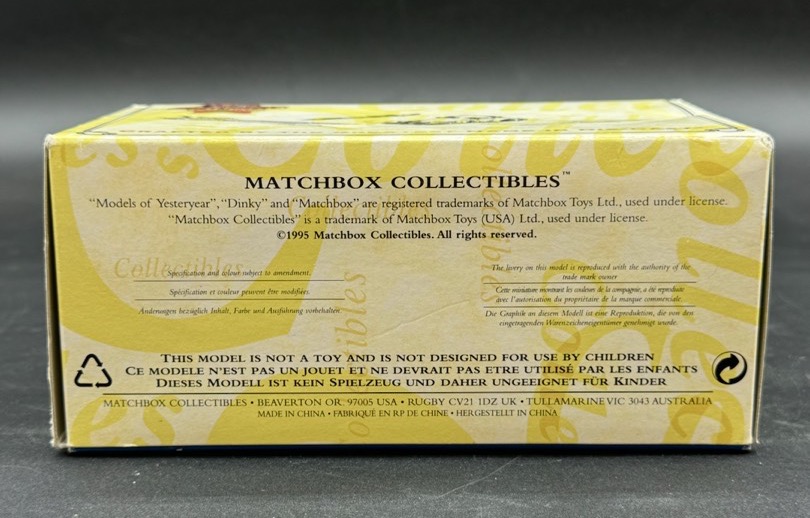 MATCHBOX COLLECTIBLES™
"Models of Yesteryear", "Dinky" and "Matchbox" are registered trademarks of Matchbox Toys Ltd., used under license.
"Matchbox Collectibles" is a trademark of Matchbox Toys (USA) Ltd., used under license.
©1995 Matchbox Collectibles. All rights reserved.
Collectibles
Specification and colour subject to amendment.
Spécification et couleur peuvent être modifiées.
Änderungen bezüglich Inhalt, Farbe und Ausführung vorbehalten.
The livery on this model is reproduced with the authority of the
trade mark owner
Cette miniature montrant les couleurs de la compagnie, a été reproduite
avec l'autorisation du propriétaire de la marque commerciale
Die Graphik an diesem Modell ist eine Reproduktion, die von den
eingetragenden Warenzeicheneigentümer genehmigt wurde.
THIS MODEL IS NOT A TOY AND IS NOT DESIGNED FOR USE BY CHILDREN
CE MODELE N'EST PAS UN JOUET ET NE DEVRAIT PAS ETRE UTILISÉ PAR LES ENFANTS
DIESES MODELL IST KEIN SPIELZEUG UND DAHER UNGEEIGNET FÜR KINDER
MATCHBOX COLLECTIBLES • BEAVERTON OR. 97005 USA • RUGBY CV21 1DZ UK • TULLAMARINE VIC 3043 AUSTRALIA
MADE IN CHINA • FABRIQUÉ EN RP DE CHINE • HERGESTELLT IN CHINA